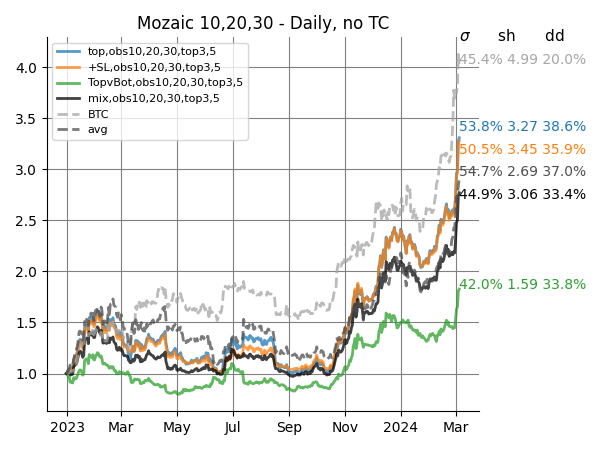 Mozaic 10,20,30 - Daily, no TC
σ sh dd
top,obs10,20,30,top3,5
+SL,obs10,20,30,top3,5
TopvBot,obs10,20,30,top3,5
mix,obs10,20,30,top3,5
BTC
avg
45.4% 4.99 20.0%
53.8% 3.27 38.6%
50.5% 3.45 35.9%
54.7% 2.69 37.0%
44.9% 3.06 33.4%
42.0% 1.59 33.8%
4.0
3.5
3.0
2.5
2.0
1.5
1.0
2023 Mar May Jul Sep Nov 2024 Mar